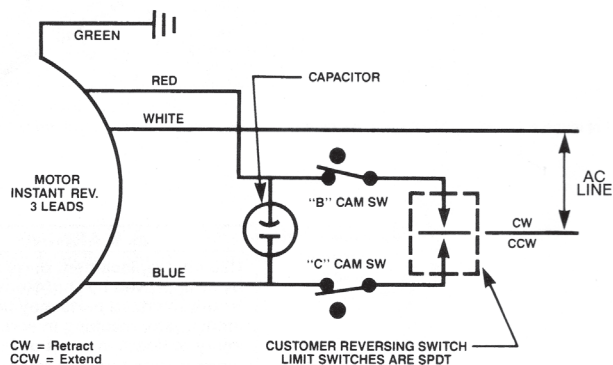 GREEN
RED
CAPACITOR
WHITE
MOTOR
INSTANT REV.
3 LEADS
"B" CAM SW
AC
LINE
CW
CCW
"C" CAM SW
BLUE
CW = Retract
CCW = Extend
CUSTOMER REVERSING SWITCH
LIMIT SWITCHES ARE SPDT